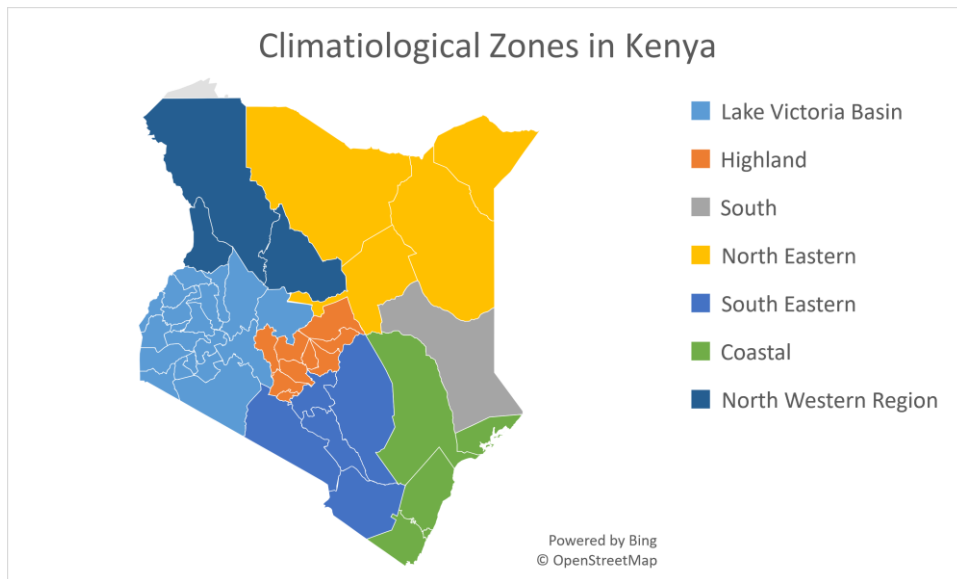 Climatiological Zones in Kenya
Lake Victoria Basin
Highland
South
North Eastern
South Eastern
Coastal
North Western Region
Powered by Bing
© OpenStreetMap